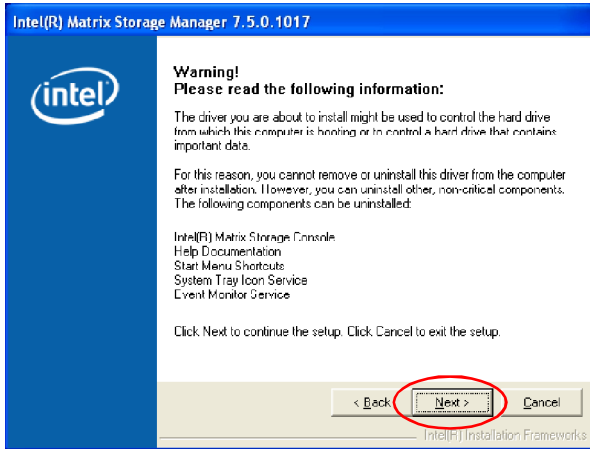 Intel(R) Matrix Storage Manager 7.5.0.1017
intel
Warning!
Please read the following information:
The driver you are about to install might be used to control the hard drive
from which this computer is booting or to control a hard drive that contains
important data.
For this reason, you cannot remove or uninstall this driver from the computer
after installation. However, you can uninstall other, non-critical components.
The following components can be uninstalled:
Intel(R) Matrix Storage Console
Help Documentation
Start Menu Shortcuts
System Tray Icon Service
Event Monitor Service
Click Next to continue the setup. Click Cancel to exit the setup.
< Back Next > Cancel
Intel(R) Installation Frameworks